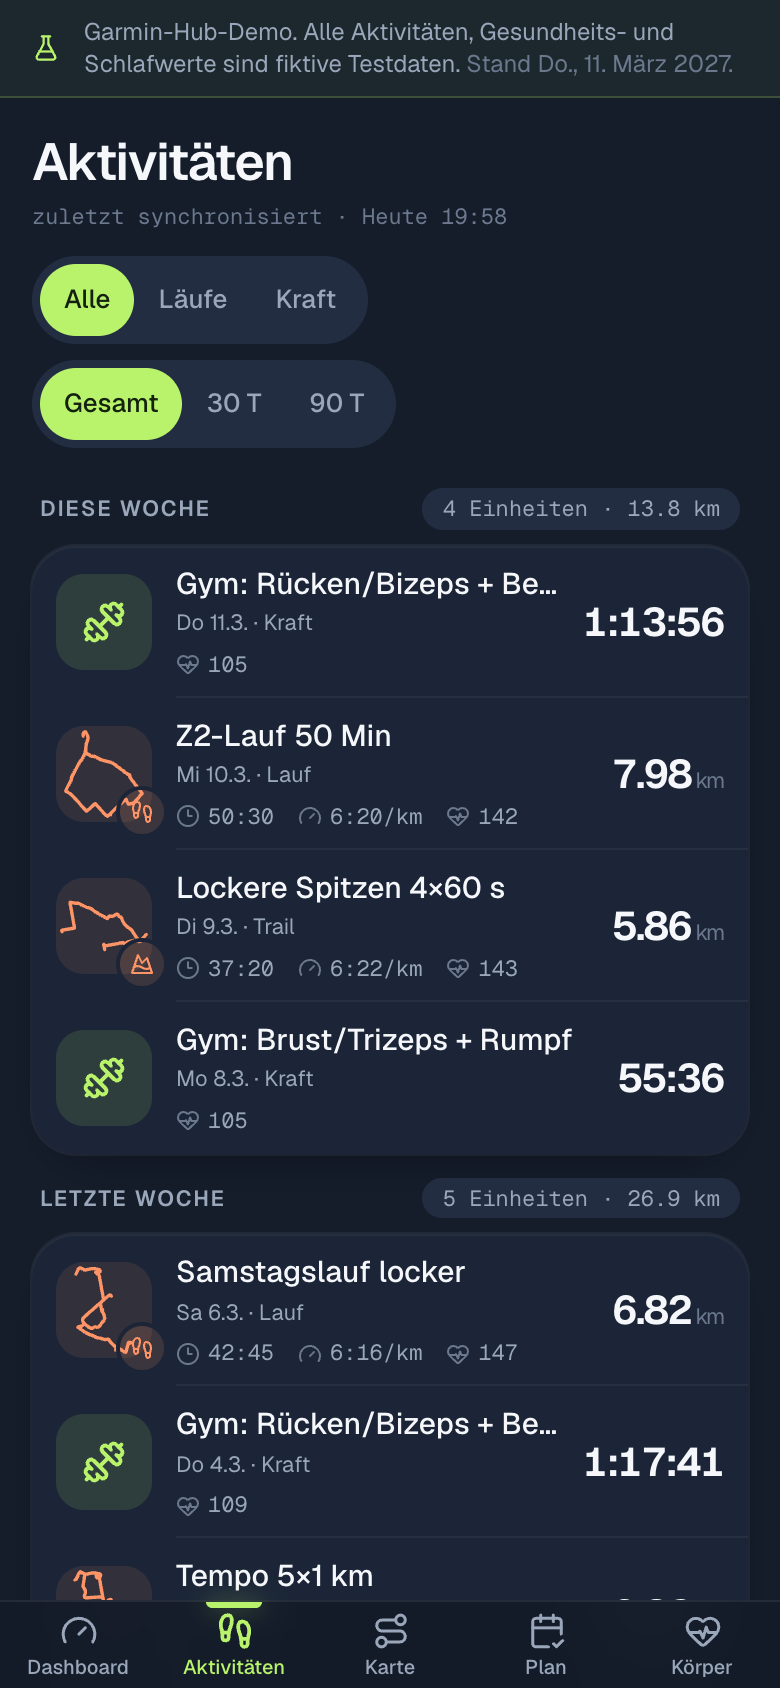 Garmin-Hub-Demo. Alle Aktivitäten, Gesundheits- und
Schlafwerte sind fiktive Testdaten. Stand Do., 11. März 2027.
Aktivitäten
zuletzt synchronisiert · Heute 19:58
Alle Läufe Kraft
Gesamt 30 T 90 T
DIESE WOCHE 4 Einheiten · 13.8 km
Gym: Rücken/Bizeps + Be...
Do 11.3. · Kraft
1:13:56
105
Z2-Lauf 50 Min
Mi 10.3. · Lauf
7.98 km
50:30 6:20/km 142
Lockere Spitzen 4×60 s
Di 9.3. · Trail
5.86 km
37:20 6:22/km 143
Gym: Brust/Trizeps + Rumpf
Mo 8.3. · Kraft
55:36
105
LETZTE WOCHE 5 Einheiten · 26.9 km
Samstagslauf locker
Sa 6.3. · Lauf
6.82 km
42:45 6:16/km 147
Gym: Rücken/Bizeps + Be...
Do 4.3. · Kraft
1:17:41
109
Tempo 5×1 km
Dashboard Aktivitäten Karte Plan Körper